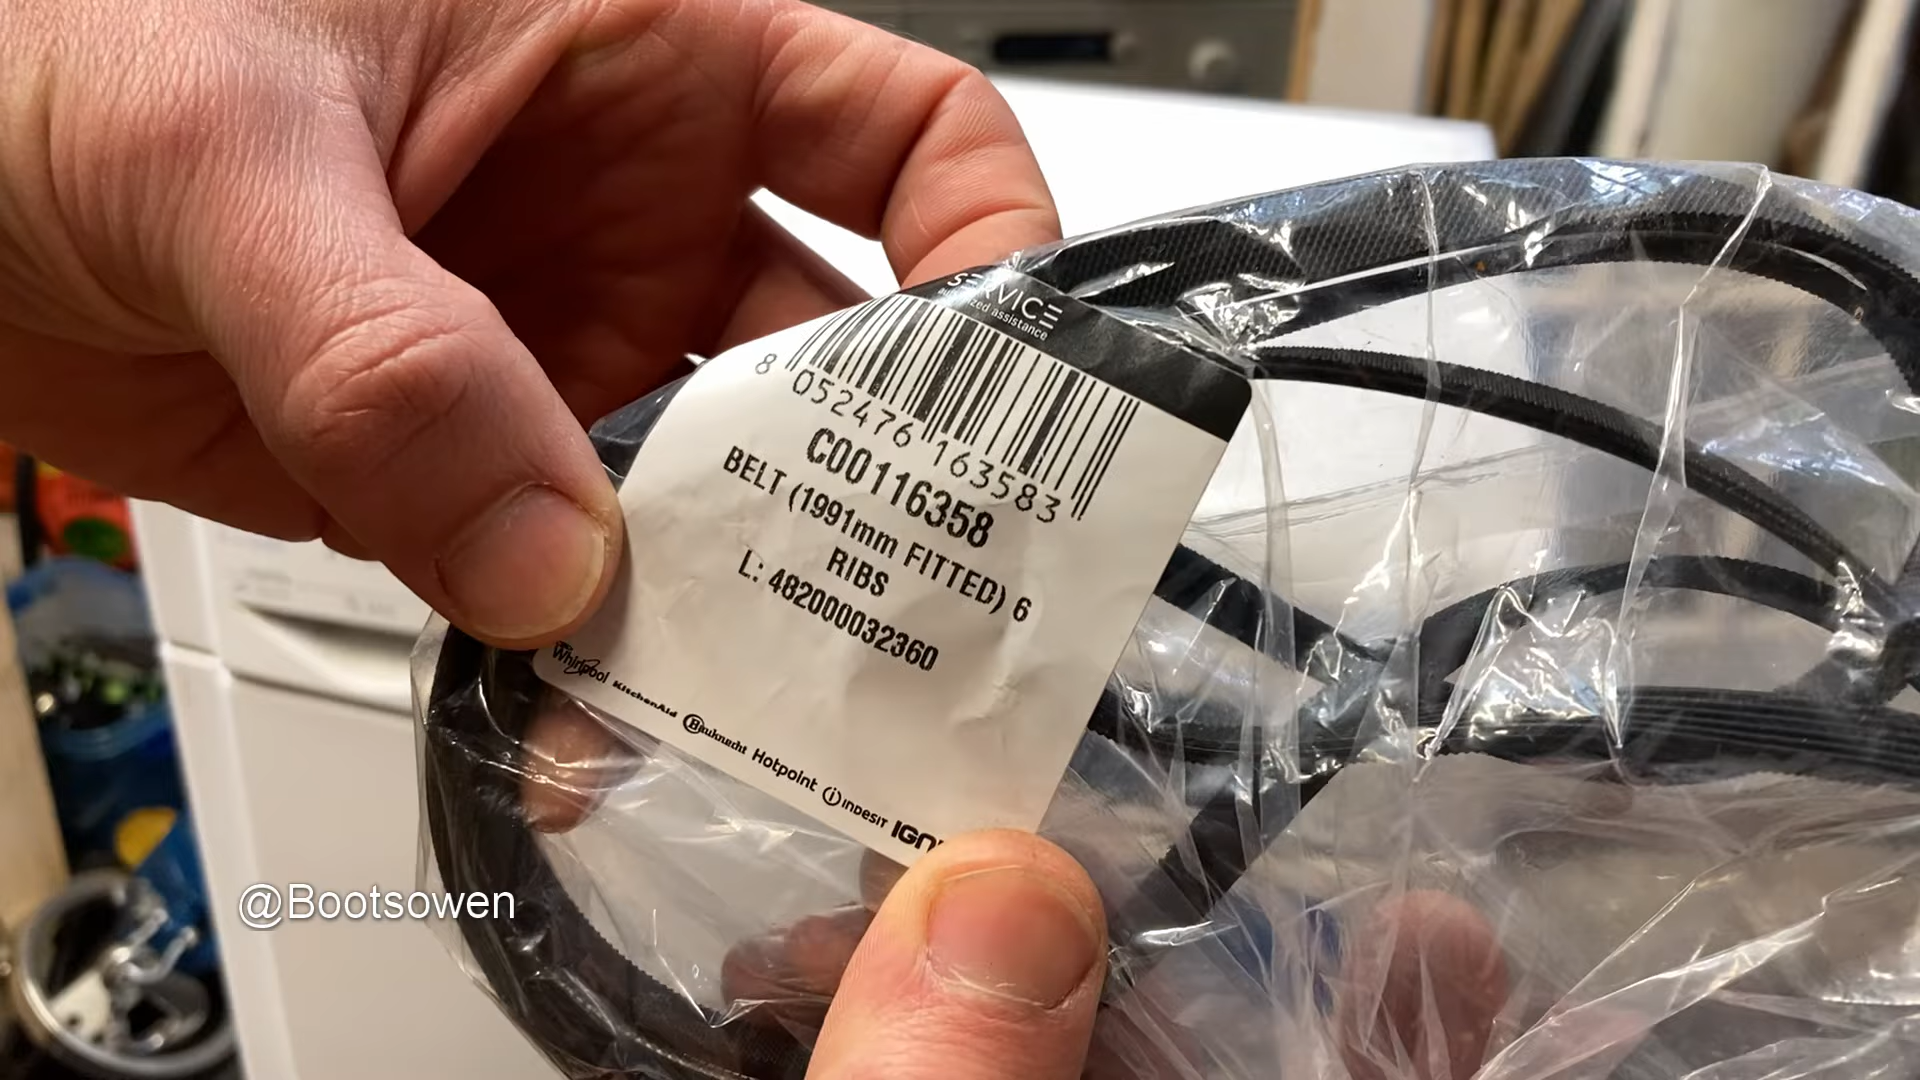 SERVICE
authorized assistance
8 052476 163583
C00116358
BELT (1991mm FITTED) 6
RIBS
L: 482000032360
Whirlpool KitchenAid Bauknecht Hotpoint indesit
@Bootsowen